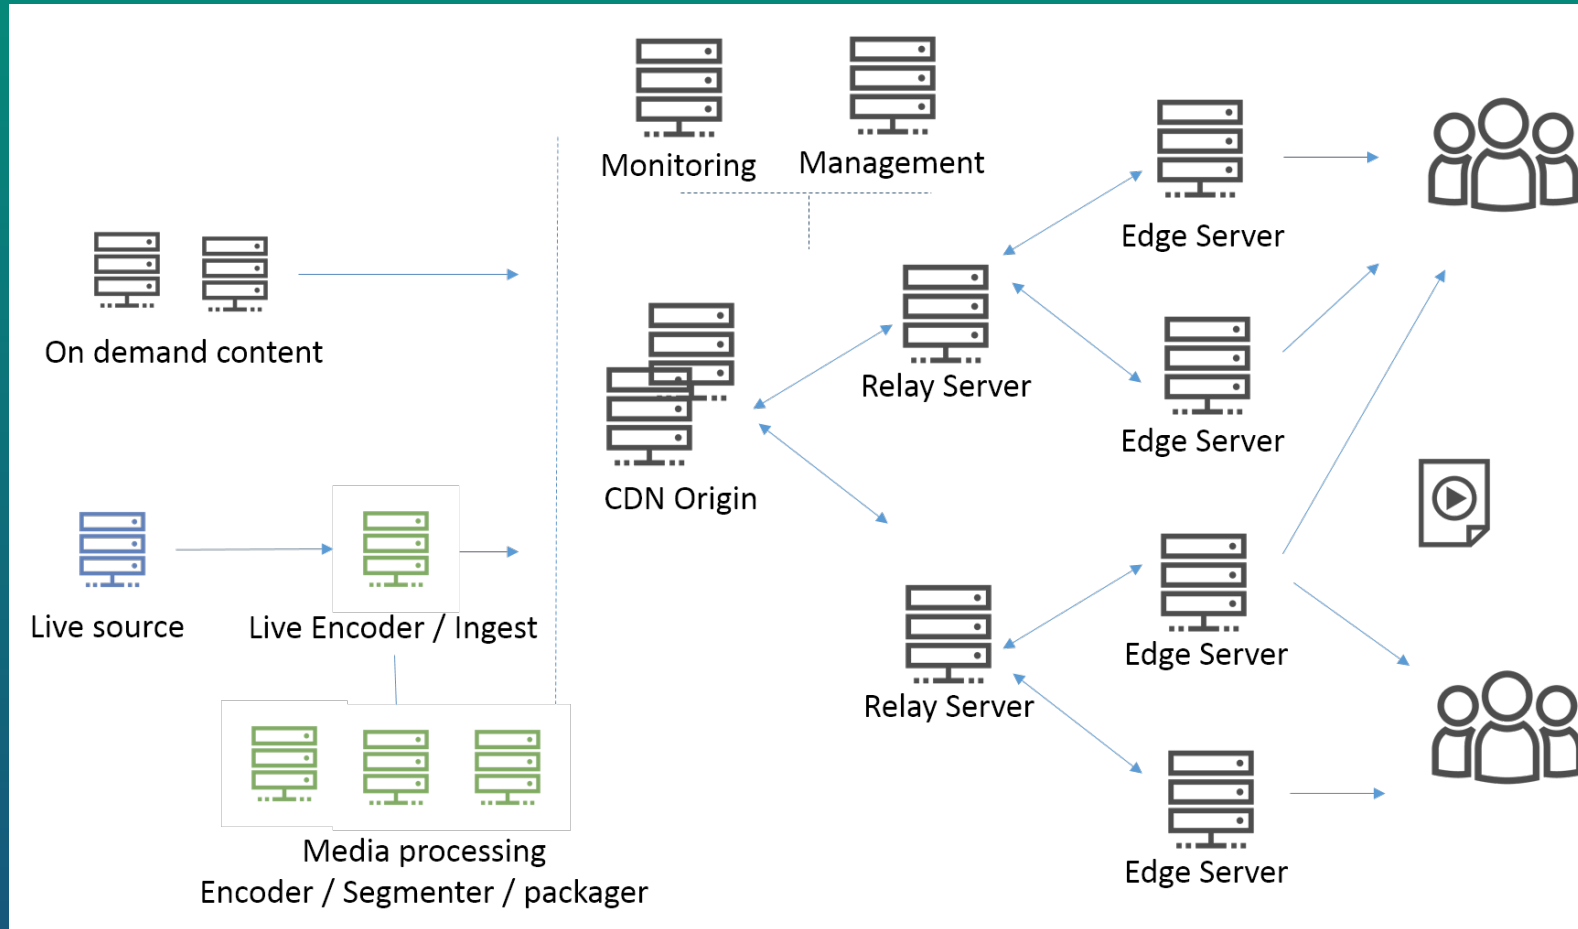 Monitoring
Management
Edge Server
On demand content
Relay Server
Edge Server
CDN Origin
Live source
Live Encoder / Ingest
Edge Server
Relay Server
Media processing
Encoder / Segmenter / packager
Edge Server